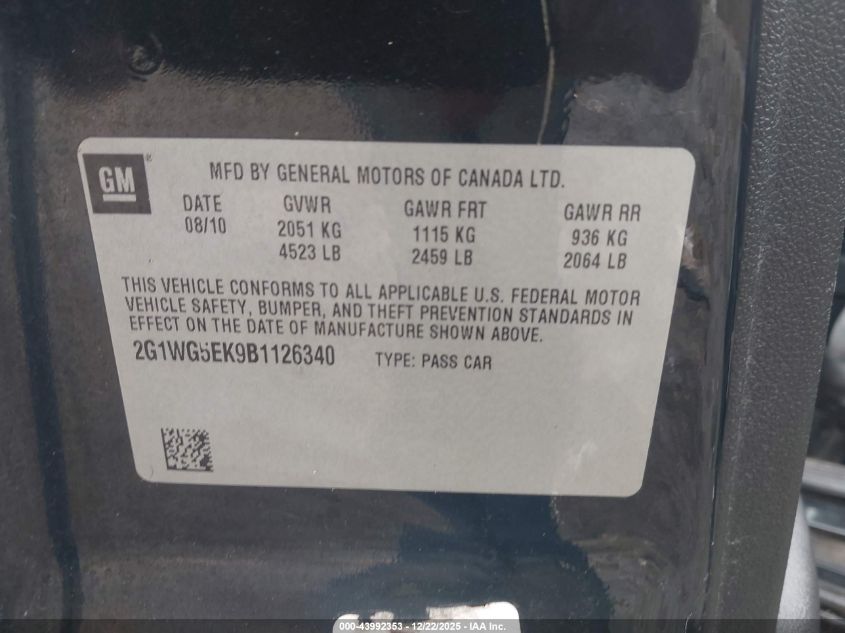 GM ®
MFD BY GENERAL MOTORS OF CANADA LTD.
DATE GVWR GAWR FRT GAWR RR
08/10 2051 KG 1115 KG 936 KG
4523 LB 2459 LB 2064 LB
THIS VEHICLE CONFORMS TO ALL APPLICABLE U.S. FEDERAL MOTOR
VEHICLE SAFETY, BUMPER, AND THEFT PREVENTION STANDARDS IN
EFFECT ON THE DATE OF MANUFACTURE SHOWN ABOVE.
2G1WG5EK9B1126340 TYPE: PASS CAR
000-43992353 - 12/22/2025 - IAA Inc.